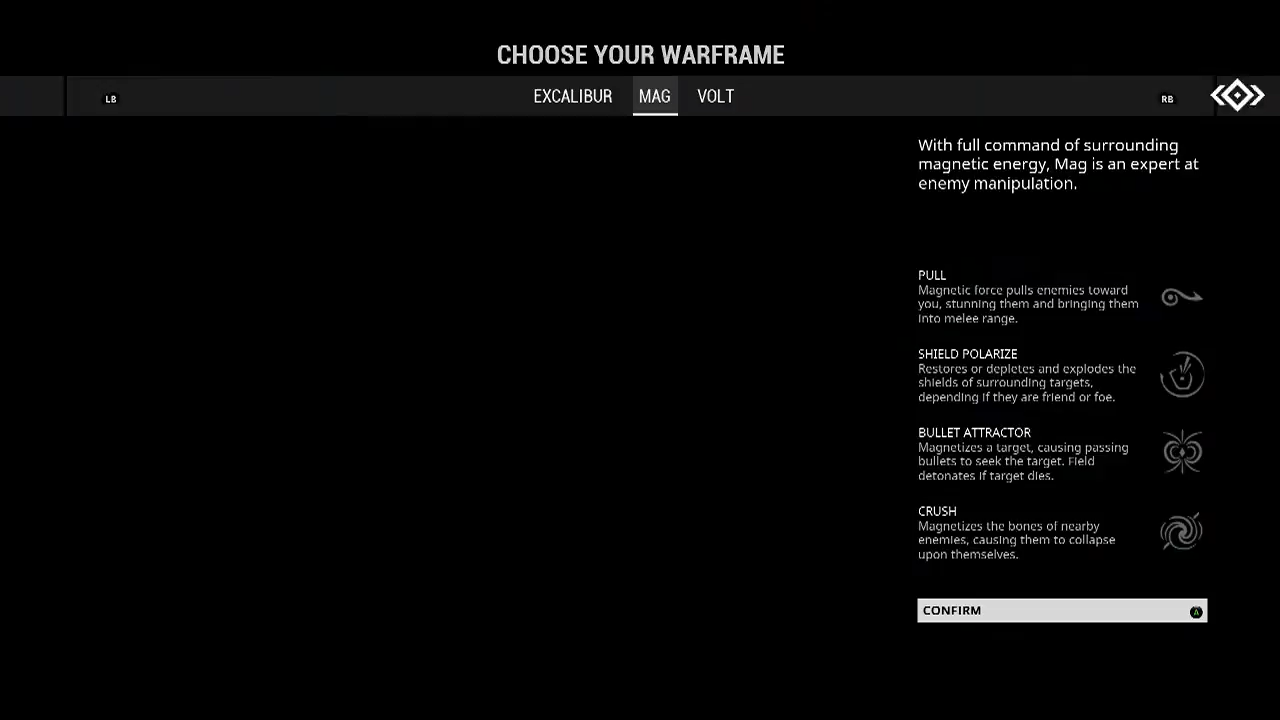 CHOOSE YOUR WARFRAME
LB
EXCALIBUR
MAG
VOLT
RB
With full command of surrounding
magnetic energy, Mag is an expert at
enemy manipulation.
PULL
Magnetic force pulls enemies toward
you, stunning them and bringing them
into melee range.
SHIELD POLARIZE
Restores or depletes and explodes the
shields of surrounding targets,
depending if they are friend or foe.
BULLET ATTRACTOR
Magnetizes a target, causing passing
bullets to seek the target. Field
detonates if target dies.
CRUSH
Magnetizes the bones of nearby
enemies, causing them to collapse
upon themselves.
CONFIRM
A